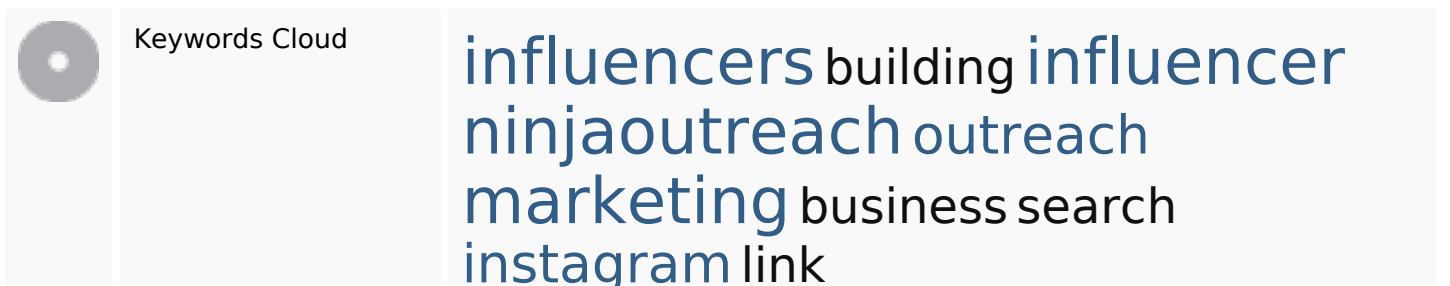 Keywords Cloud
influencers building influencer
ninjaoutreach outreach
marketing business search
instagram link